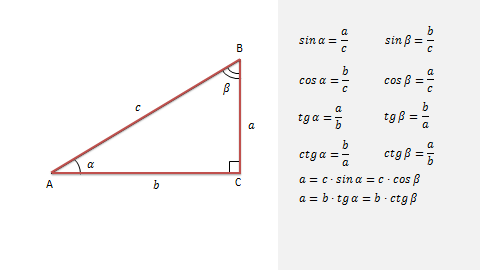 B
β
c
a
α
A
b
C
sin α = a/c    sin β = b/c
cos α = b/c    cos β = a/c
tg α = a/b    tg β = b/a
ctg α = b/a    ctg β = a/b
a = c · sin α = c · cos β
a = b · tg α = b · ctg β